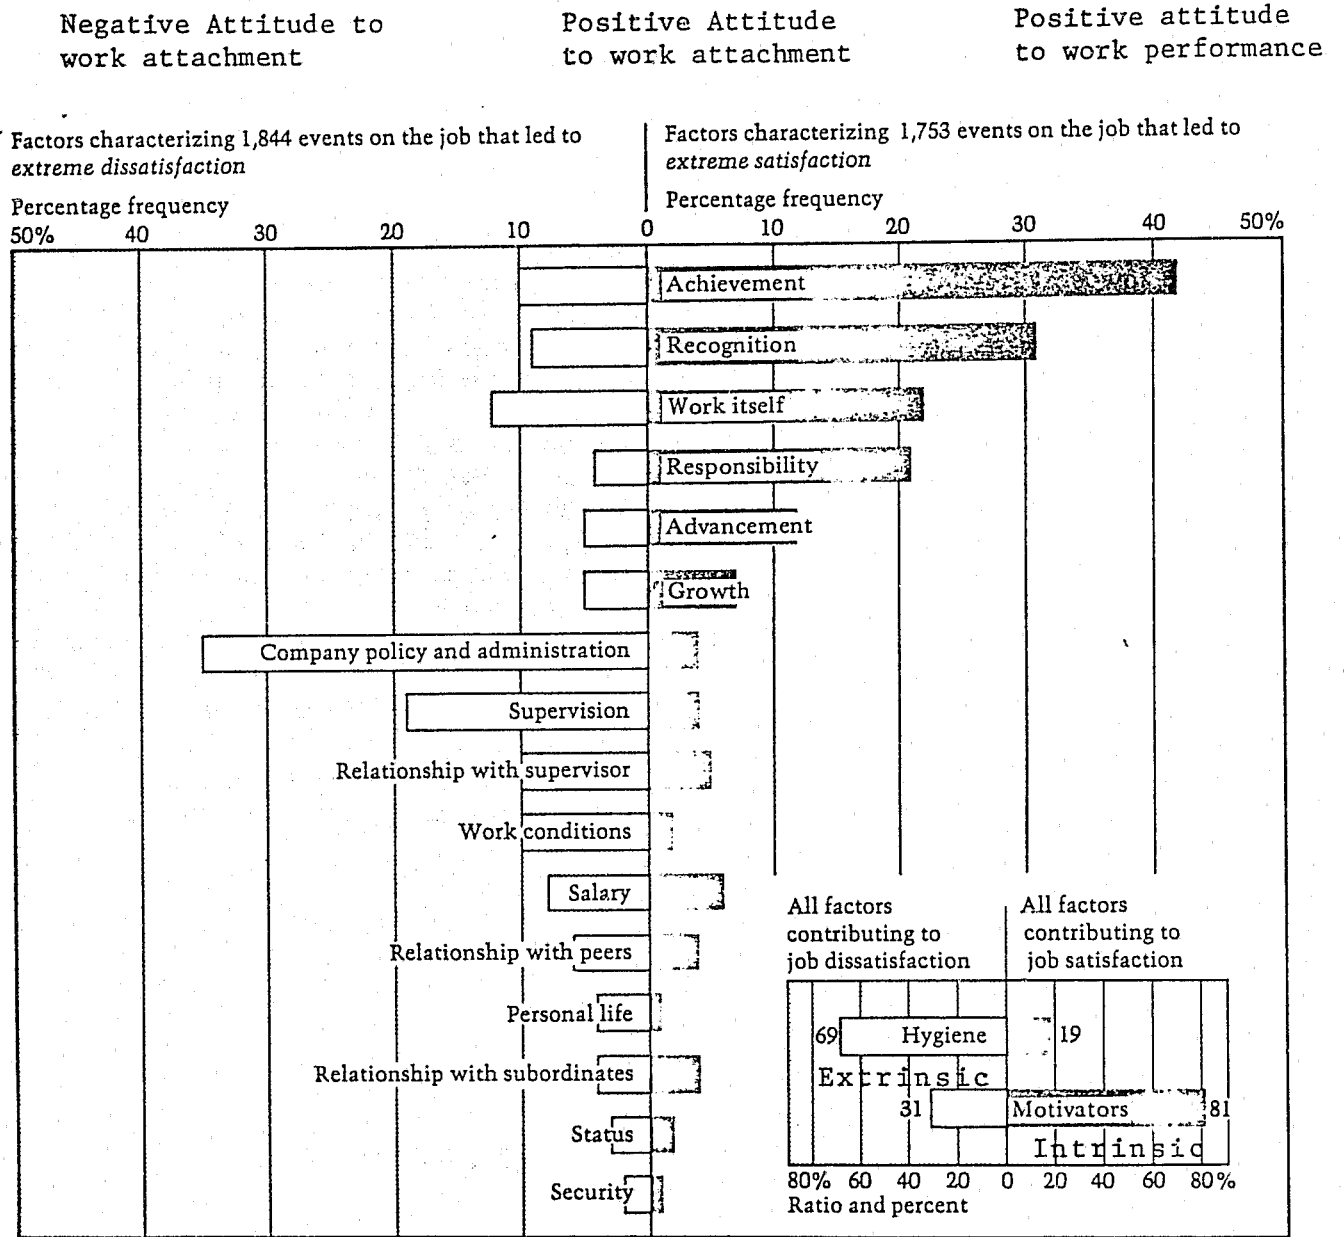 Negative Attitude to
work attachment
Positive Attitude
to work attachment
Positive attitude
to work performance
Factors characterizing 1,844 events on the job that led to
extreme dissatisfaction
Factors characterizing 1,753 events on the job that led to
extreme satisfaction
Percentage frequency
Percentage frequency
50% 40 30 20 10 0 10 20 30 40 50%
Achievement
Recognition
Work itself
Responsibility
Advancement
Growth
Company policy and administration
Supervision
Relationship with supervisor
Work conditions
Salary
Relationship with peers
Personal life
Relationship with subordinates
Status
Security
All factors
contributing to
job dissatisfaction
All factors
contributing to
job satisfaction
69 Hygiene 19
Extrinsic
31 Motivators 81
Intrinsic
80% 60 40 20 0 20 40 60 80%
Ratio and percent